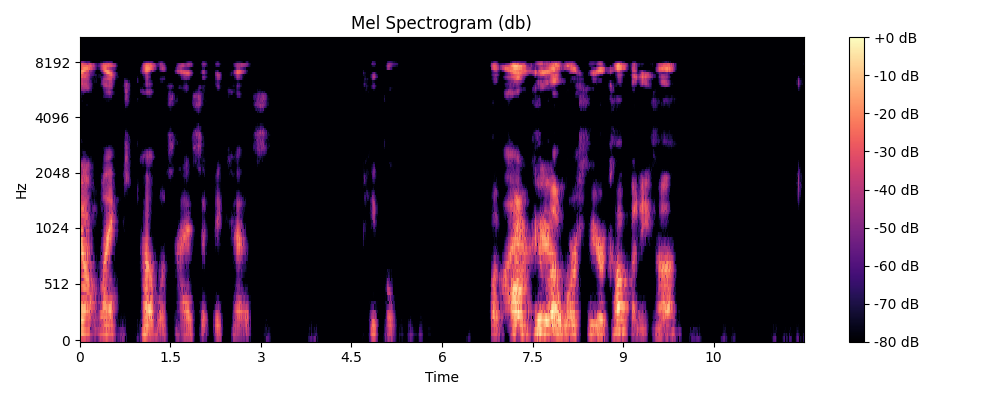 Mel Spectrogram (db)
8192
4096
2048
1024
512
0
Hz
0 1.5 3 4.5 6 7.5 9 10
Time
+0 dB
-10 dB
-20 dB
-30 dB
-40 dB
-50 dB
-60 dB
-70 dB
-80 dB